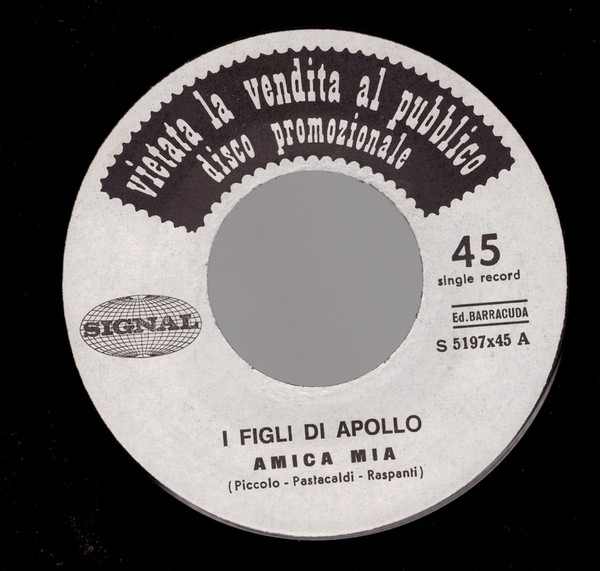 vietata la vendita al pubblico
disco promozionale
45
single record
SIGNAL
Ed. BARRACUDA
S 5197x45 A
I FIGLI DI APOLLO
AMICA MIA
(Piccolo - Pastacaldi - Raspanti)